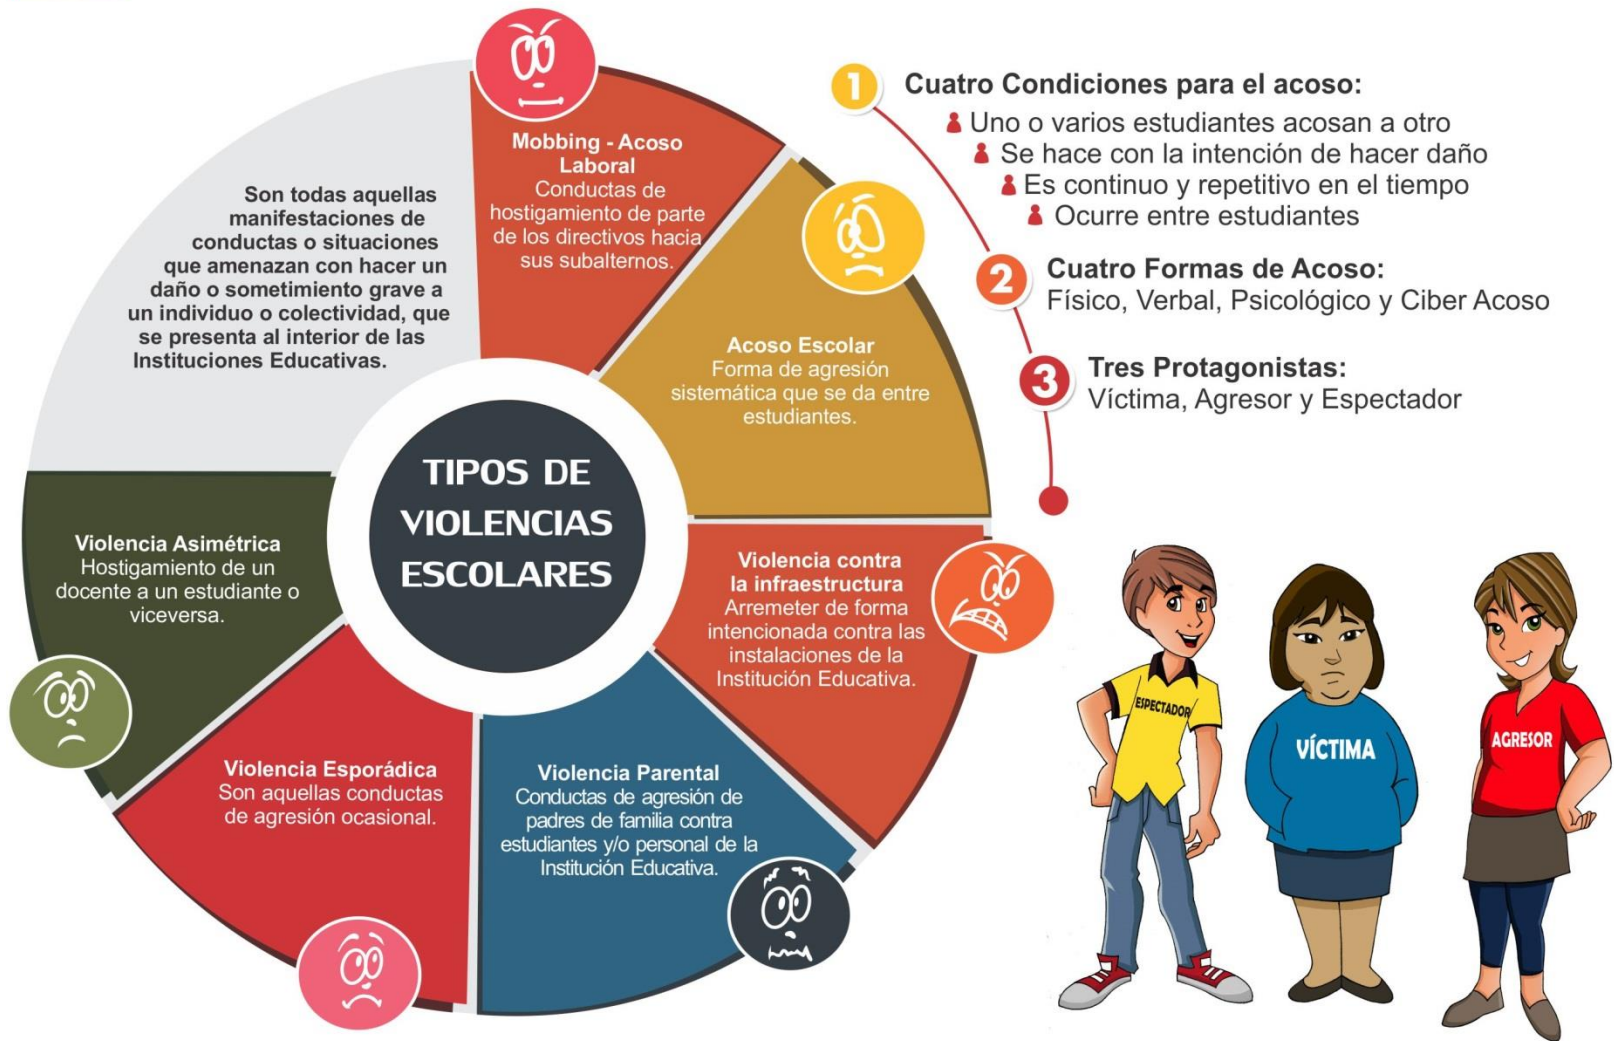 Son todas aquellas
manifestaciones de
conductas o situaciones
que amenazan con hacer un
daño o sometimiento grave a
un individuo o colectividad, que
se presenta al interior de las
Instituciones Educativas.
Mobbing - Acoso
Laboral
Conductas de
hostigamiento de parte
de los directivos hacia
sus subalternos.
Acoso Escolar
Forma de agresión
sistemática que se da entre
estudiantes.
Violencia contra
la infraestructura
Arremeter de forma
intencionada contra las
instalaciones de la
Institución Educativa.
Violencia Parental
Conductas de agresión de
padres de familia contra
estudiantes y/o personal de la
Institución Educativa.
Violencia Esporádica
Son aquellas conductas
de agresión ocasional.
Violencia Asimétrica
Hostigamiento de un
docente a un estudiante o
viceversa.
TIPOS DE
VIOLENCIAS
ESCOLARES
1
Cuatro Condiciones para el acoso:
Uno o varios estudiantes acosan a otro
Se hace con la intención de hacer daño
Es continuo y repetitivo en el tiempo
Ocurre entre estudiantes
2
Cuatro Formas de Acoso:
Físico, Verbal, Psicológico y Ciber Acoso
3
Tres Protagonistas:
Víctima, Agresor y Espectador
ESPECTADOR
VÍCTIMA
AGRESOR